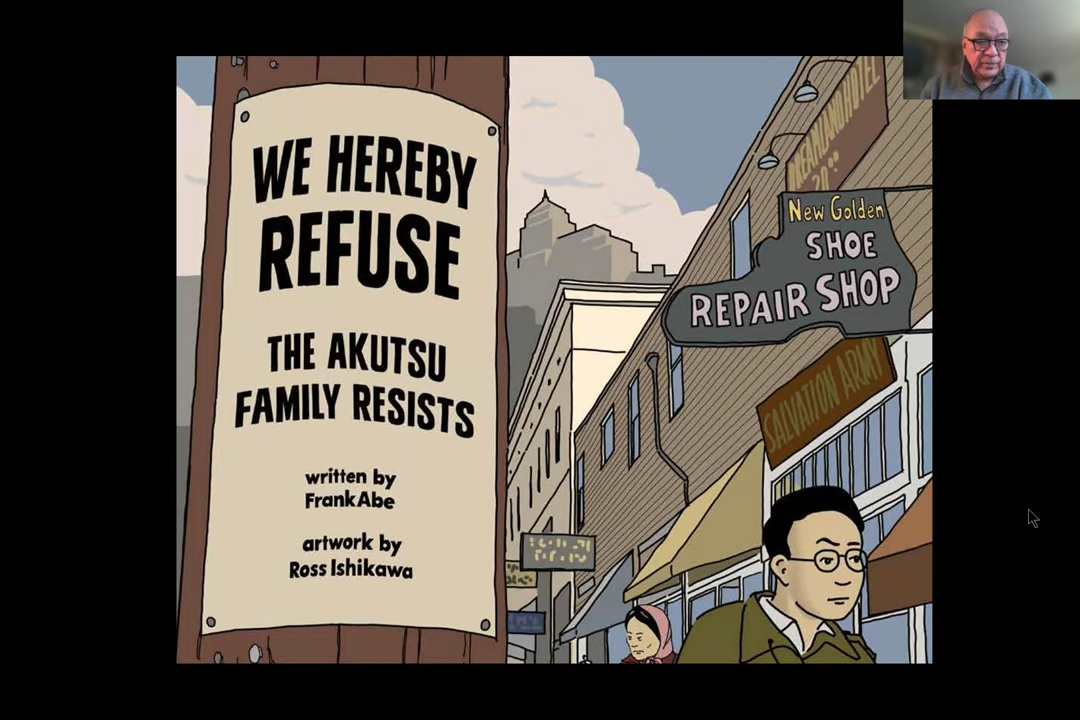 WE HEREBY
REFUSE
THE AKUTSU
FAMILY RESISTS
written by
Frank Abe
artwork by
Ross Ishikawa
HOTEL
New Golden
SHOE
REPAIR SHOP
SALVATION ARMY